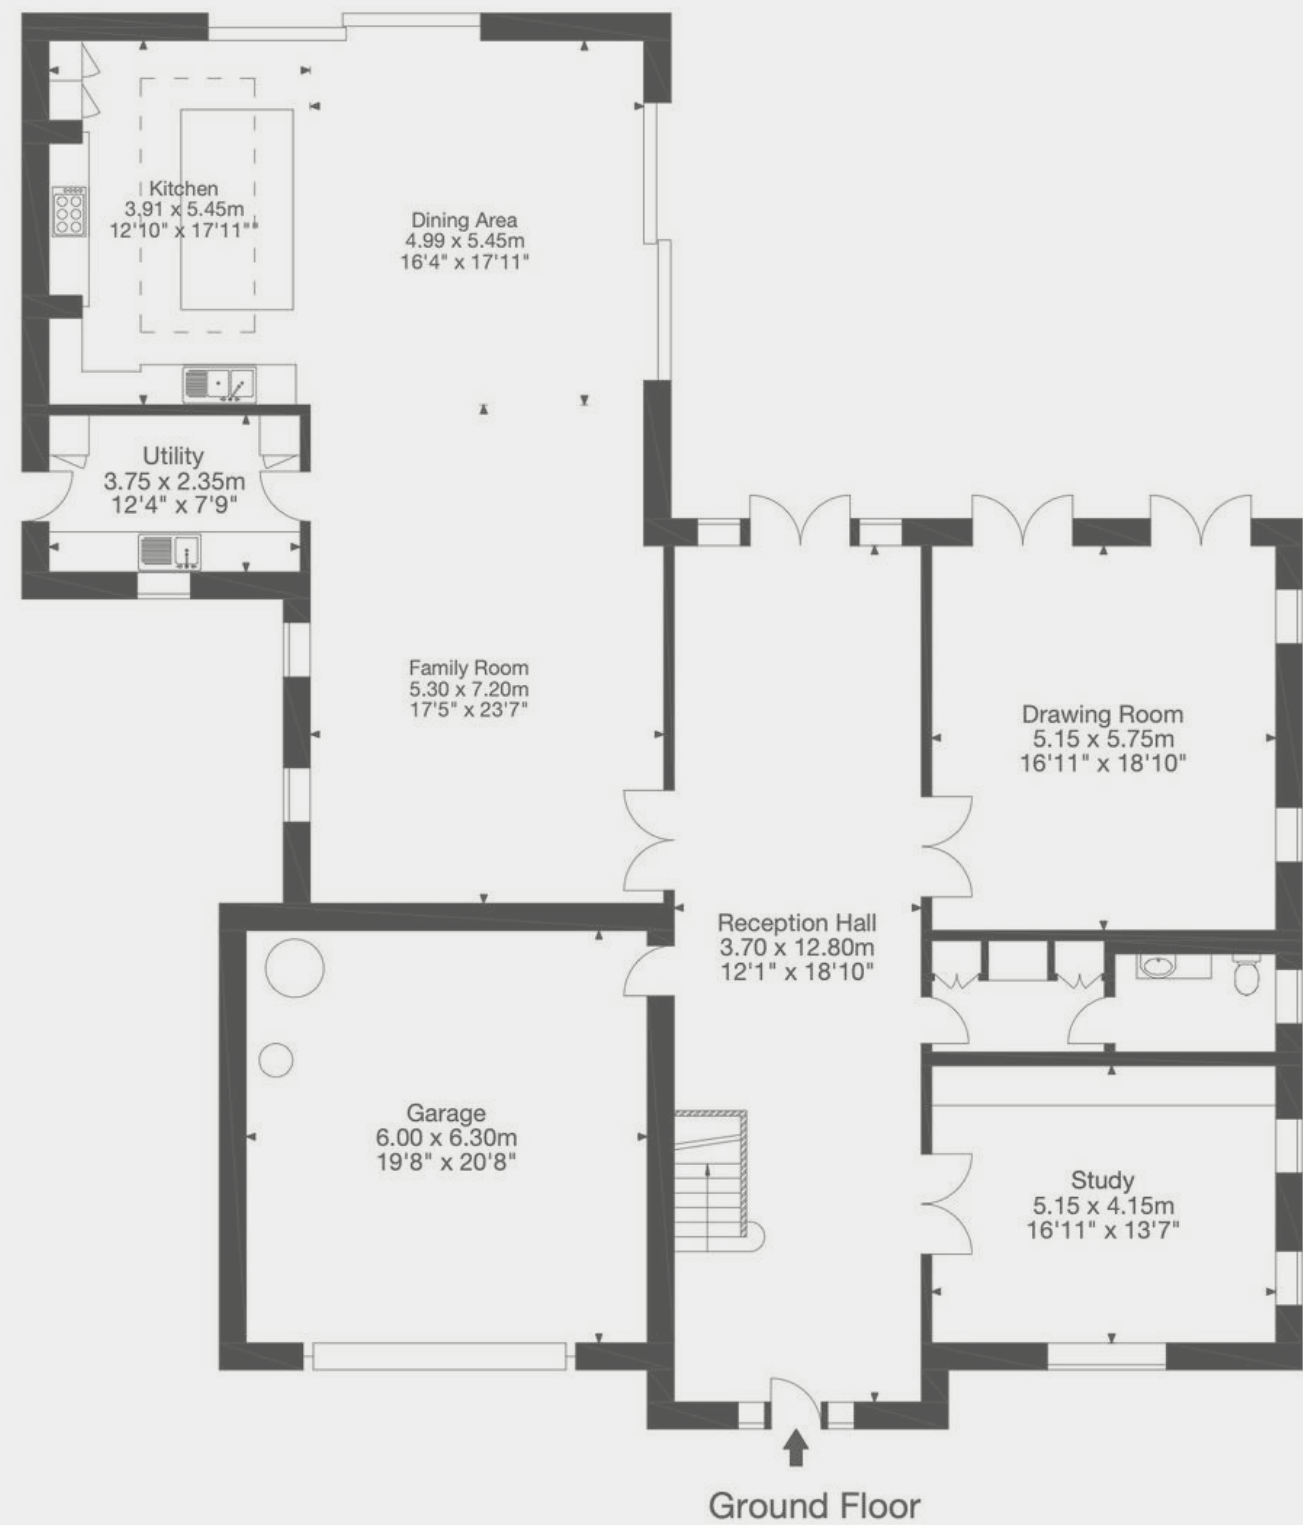 Kitchen
3.91 x 5.45m
12'10" x 17'11""
Dining Area
4.99 x 5.45m
16'4" x 17'11"
Utility
3.75 x 2.35m
12'4" x 7'9"
Family Room
5.30 x 7.20m
17'5" x 23'7"
Drawing Room
5.15 x 5.75m
16'11" x 18'10"
Reception Hall
3.70 x 12.80m
12'1" x 18'10"
Garage
6.00 x 6.30m
19'8" x 20'8"
Study
5.15 x 4.15m
16'11" x 13'7"
Ground Floor